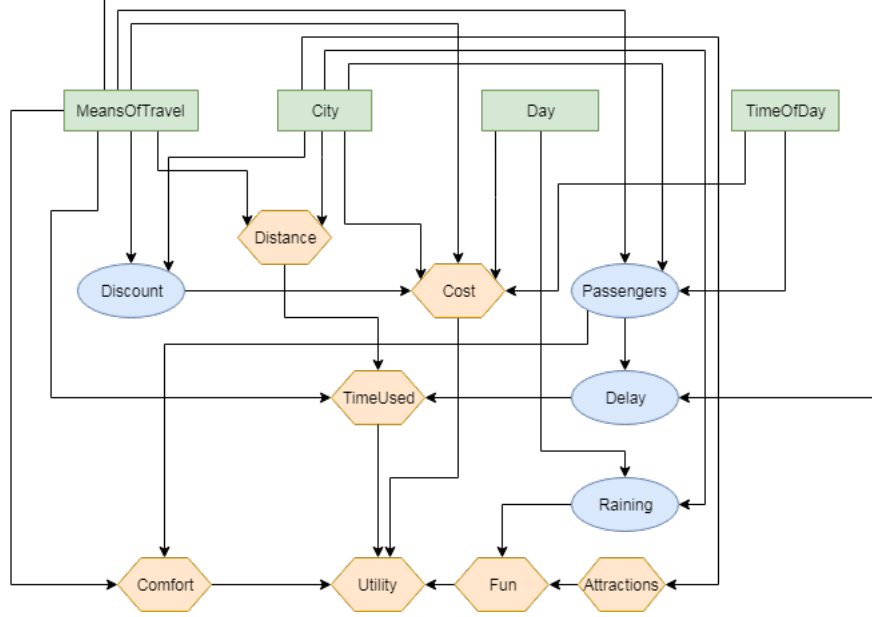 MeansOfTravel
City
Day
TimeOfDay
Distance
Discount
Cost
Passengers
TimeUsed
Delay
Raining
Comfort
Utility
Fun
Attractions